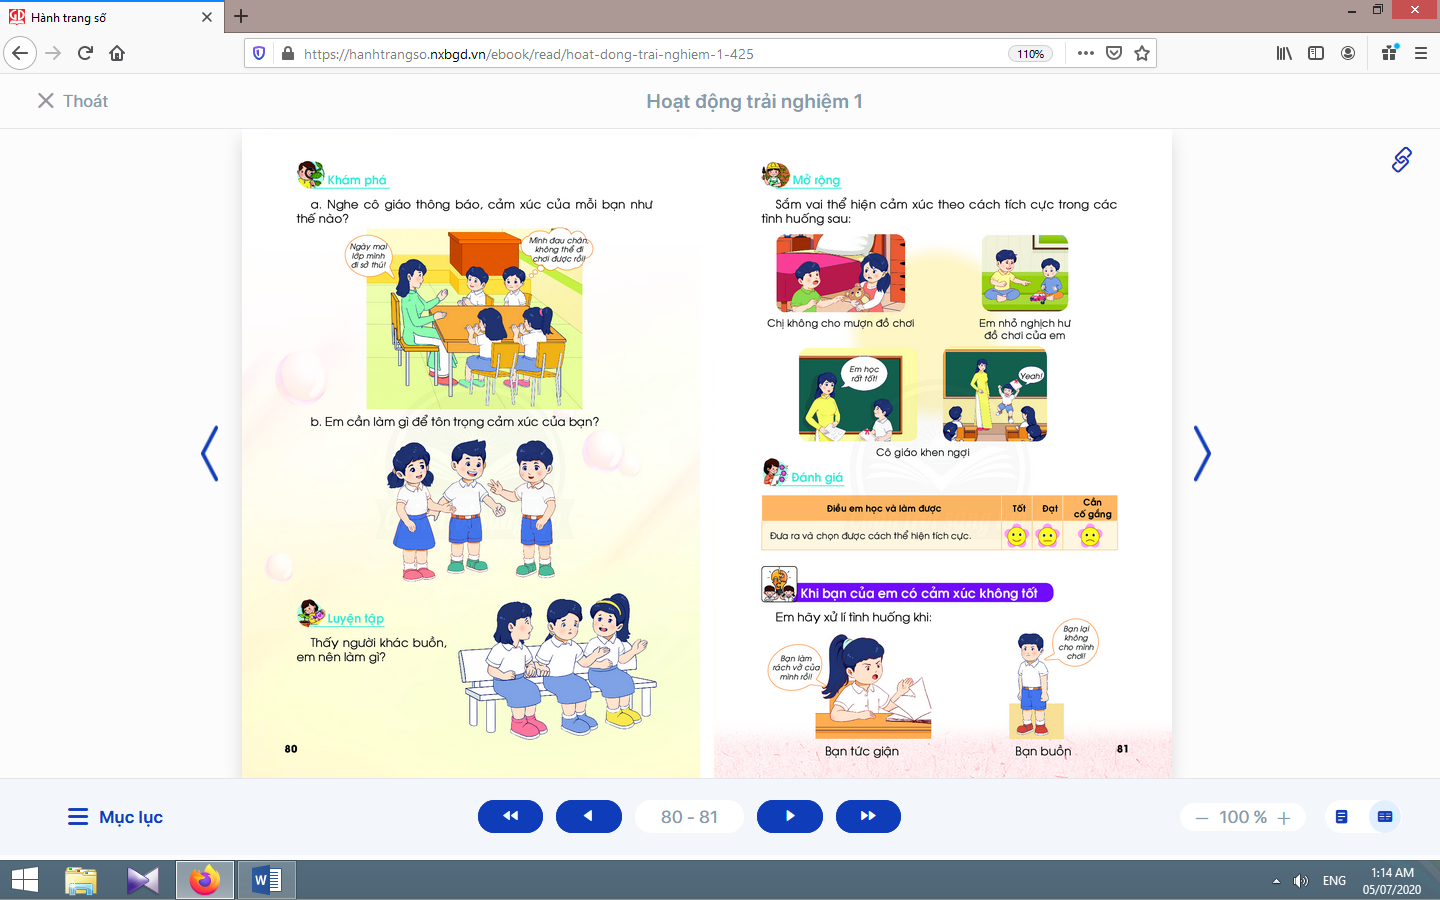 Hành trang số
https://hanhtrangso.nxbgd.vn/ebook/read/hoat-dong-trai-nghiem-1-425
110%
Thoát
Hoạt động trải nghiệm 1
Khám phá
a. Nghe cô giáo thông báo, cảm xúc của mỗi bạn như
thế nào?
Ngày mai
lớp mình
đi sở thú!
Mình đau chân,
không thể đi
chơi được rồi!
b. Em cần làm gì để tôn trọng cảm xúc của bạn?
Luyện tập
Thấy người khác buồn,
em nên làm gì?
80
Mở rộng
Sắm vai thể hiện cảm xúc theo cách tích cực trong các
tình huống sau:
Chị không cho mượn đồ chơi
Em nhỏ nghịch hư
đồ chơi của em
Em học
rất tốt!
Yeah!
Cô giáo khen ngợi
Đánh giá
Điều em học và làm được
Tốt
Đạt
Cần
cố gắng
Đưa ra và chọn được cách thể hiện tích cực.
Khi bạn của em có cảm xúc không tốt
Em hãy xử lí tình huống khi:
Bạn làm
rách vở của
mình rồi!
Bạn lại
không
cho mình
chơi!
Bạn tức giận
Bạn buồn
81
Mục lục
80 - 81
100 %
ENG
1:14 AM
05/07/2020